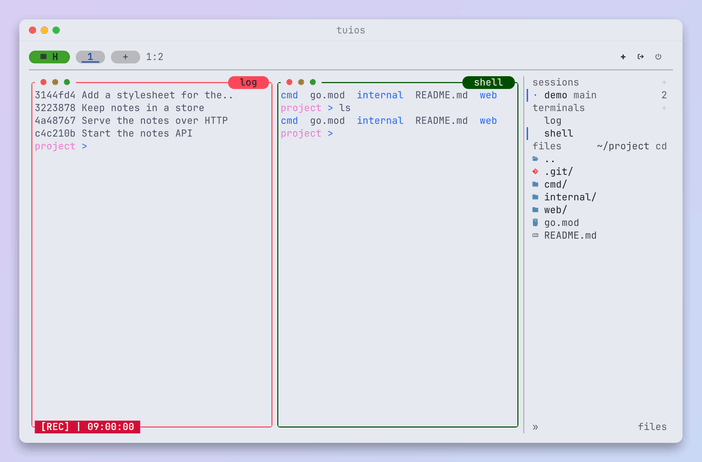 tuios
H 1 + 1:2
log
3144fd4 Add a stylesheet for the..
3223878 Keep notes in a store
4a48767 Serve the notes over HTTP
c4c210b Start the notes API
project >
[REC] | 09:00:00
shell
cmd go.mod internal README.md web
project > ls
cmd go.mod internal README.md web
project >
sessions +
· demo main 2
terminals +
log
shell
files ~/project cd
..
.git/
cmd/
internal/
web/
go.mod
README.md
» files